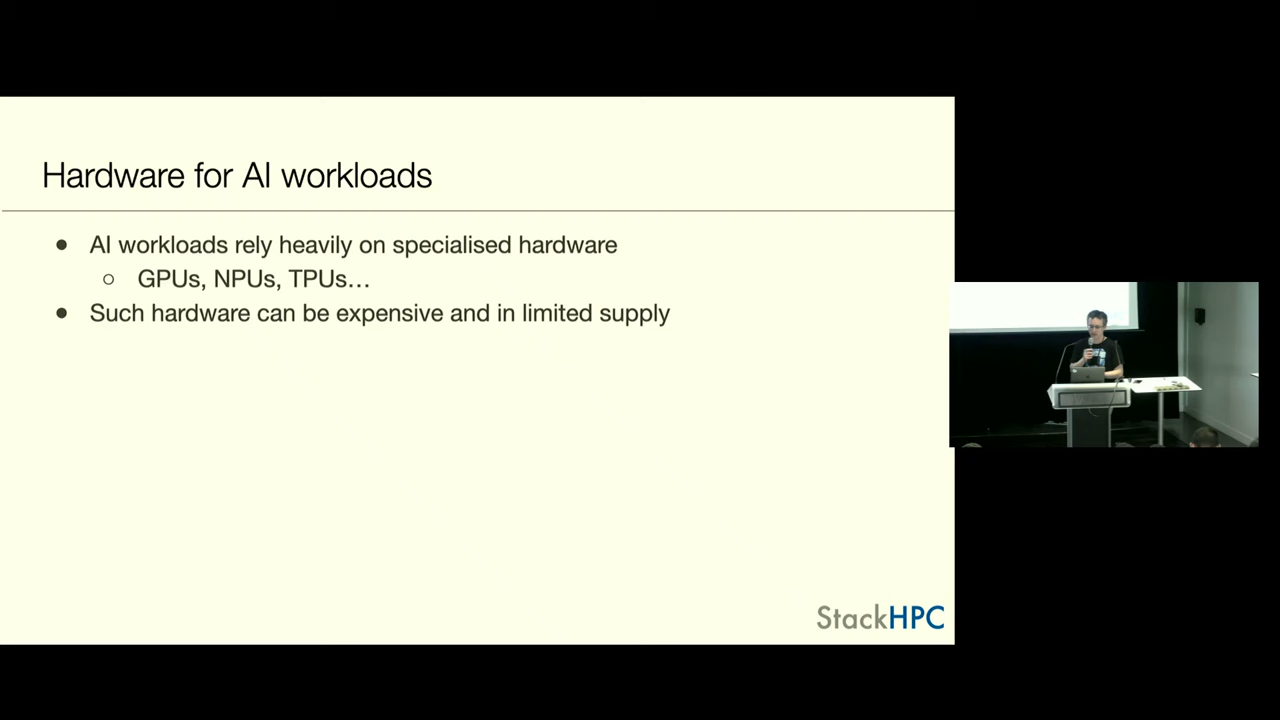 Hardware for AI workloads
● AI workloads rely heavily on specialised hardware
○ GPUs, NPUs, TPUs...
● Such hardware can be expensive and in limited supply
StackHPC